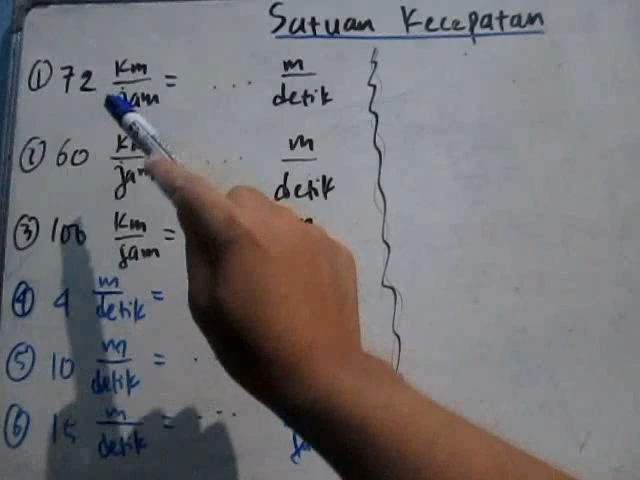 Satuan Kecepatan
① 72 Km/jam = ... m/detik
② 60 jam ... m/detik
③ 100 Km/jam =
④ 4 m/detik =
⑤ 10 m/detik = .
⑥ 15 m/detik = ...